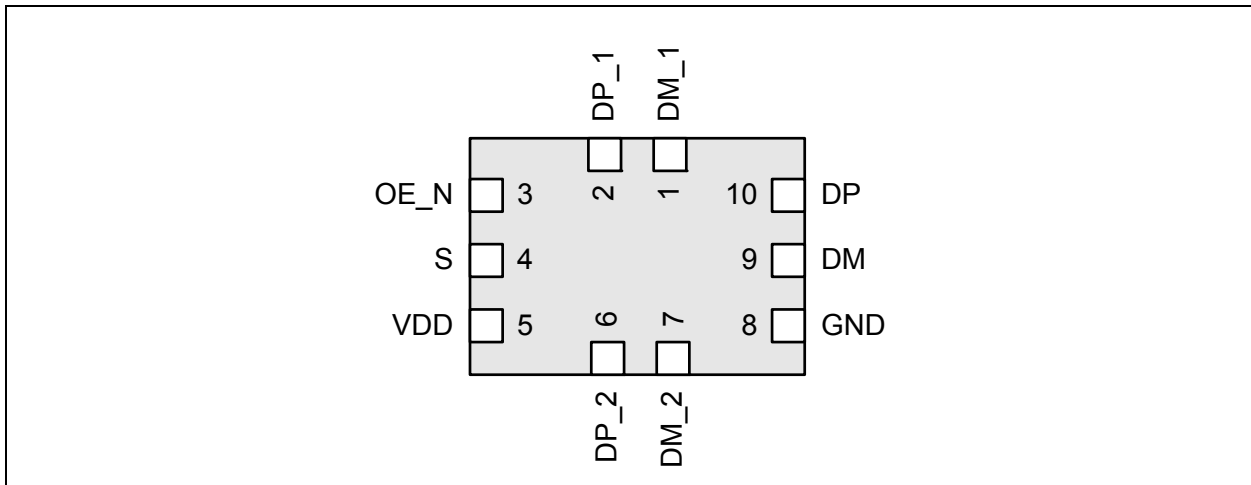 DP_1 DM_1
OE_N 3 2 1 10 DP
S 4 9 DM
VDD 5 6 7 8 GND
DP_2 DM_2